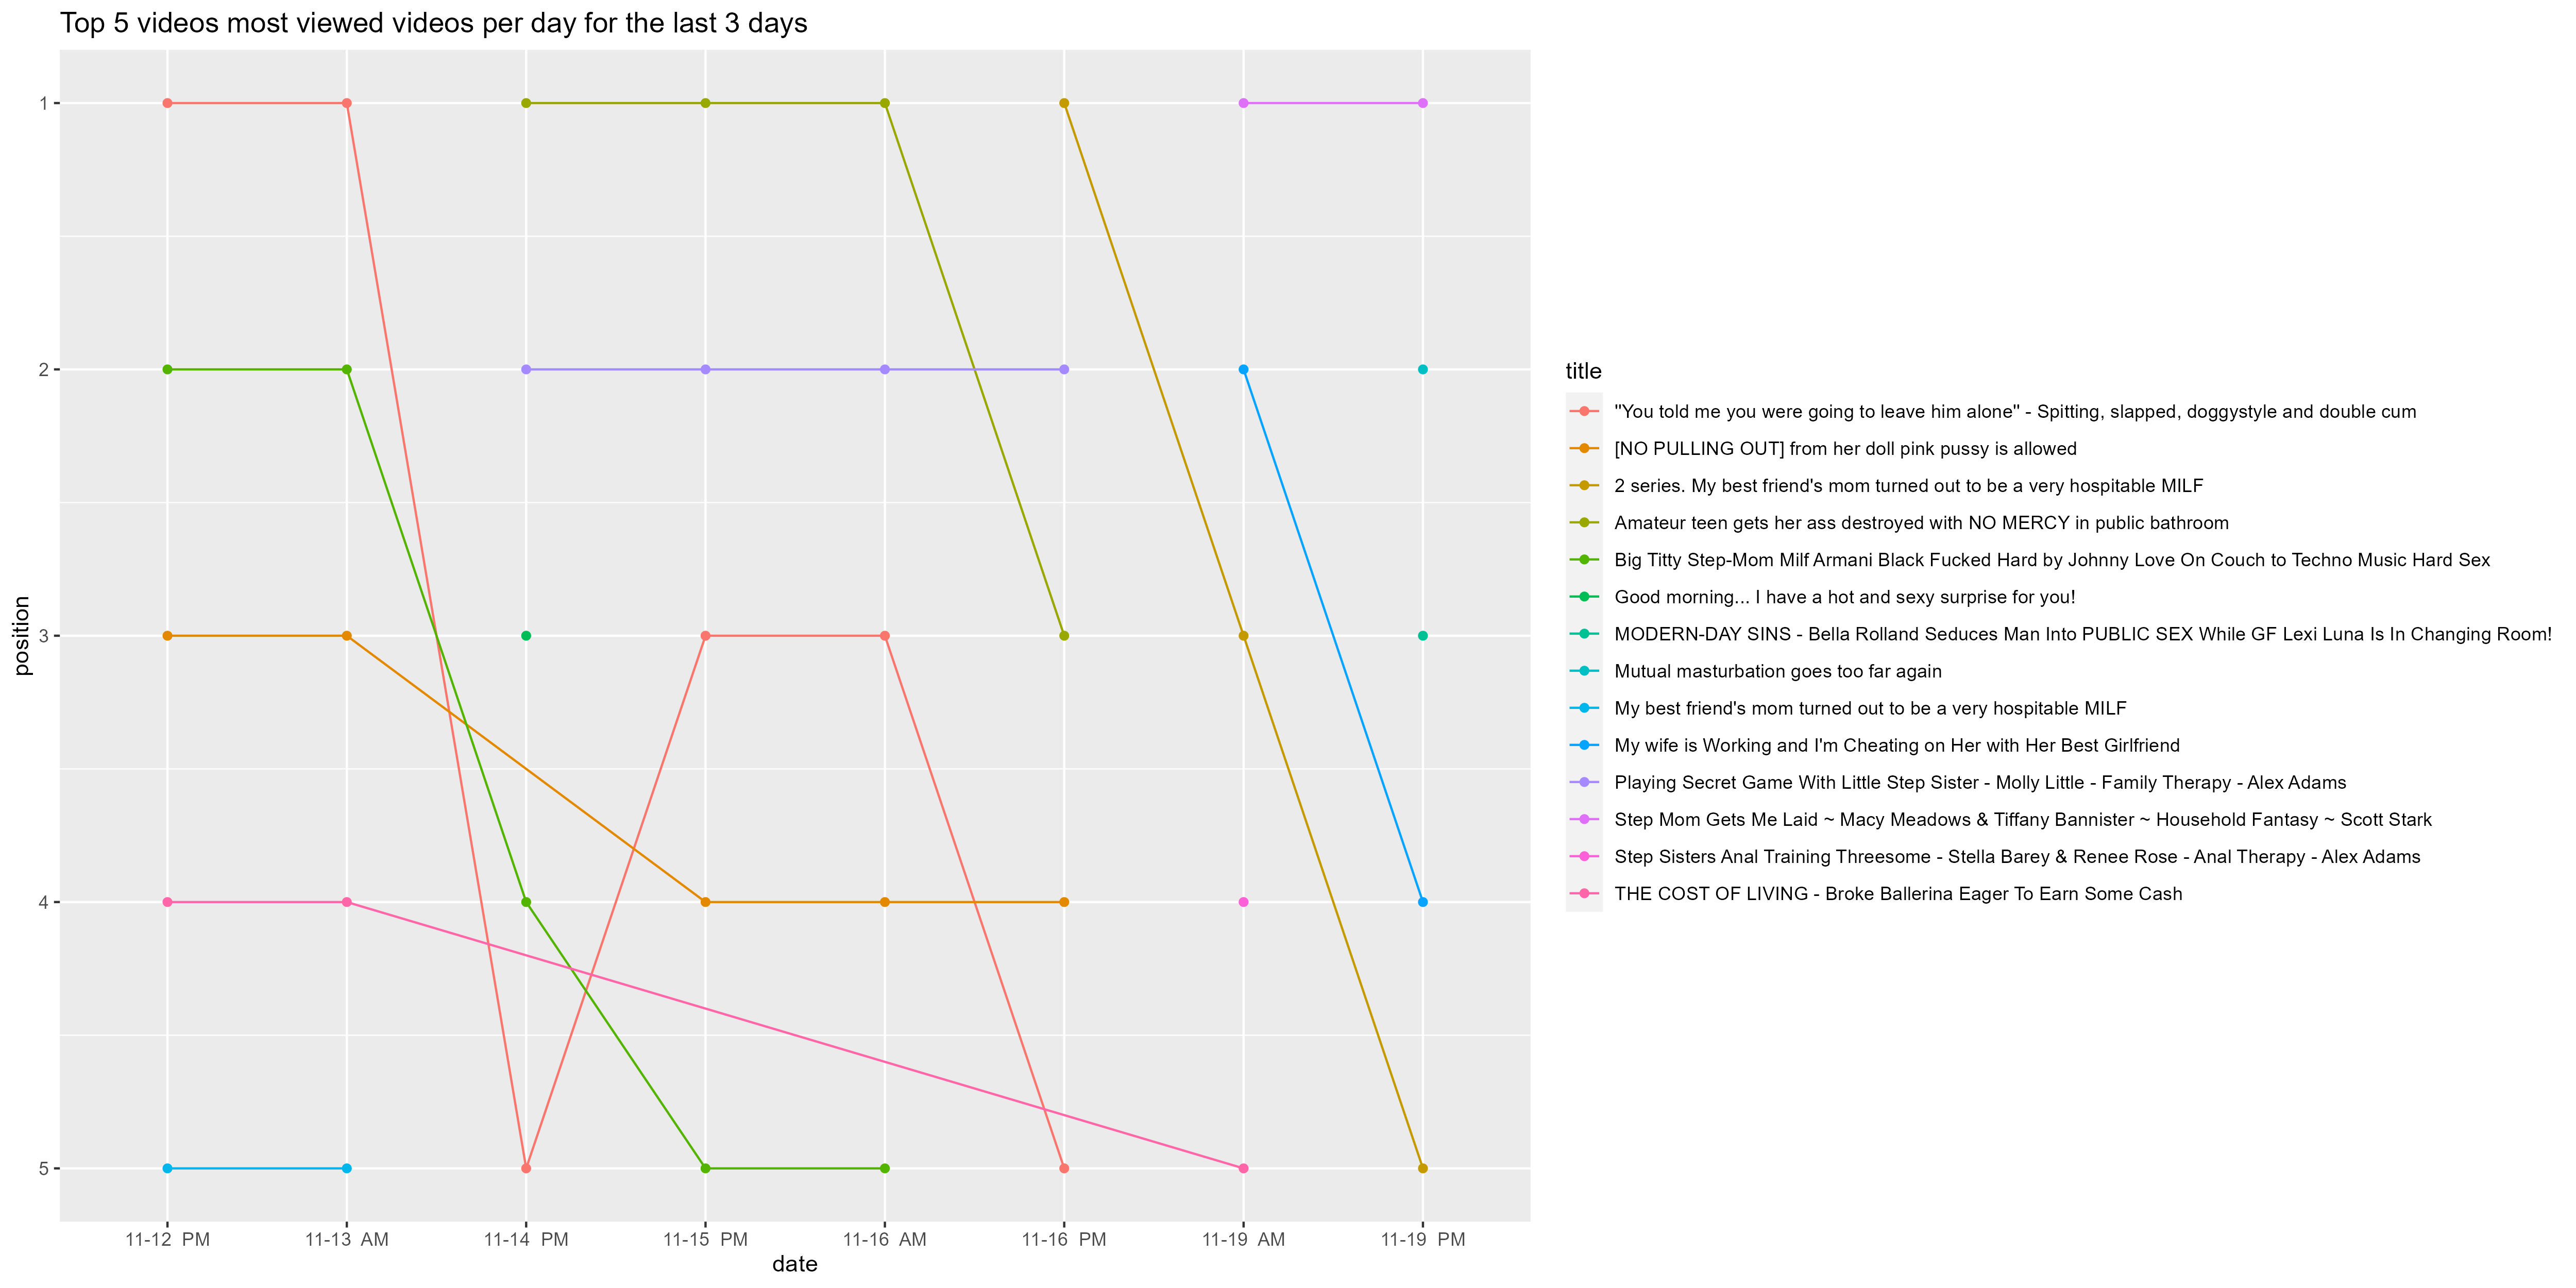 Top 5 videos most viewed videos per day for the last 3 days
position
1
2
3
4
5
11-12 PM
11-13 AM
11-14 PM
11-15 PM
11-16 AM
11-16 PM
11-19 AM
11-19 PM
date
title
"You told me you were going to leave him alone" - Spitting, slapped, doggystyle and double cum
[NO PULLING OUT] from her doll pink pussy is allowed
2 series. My best friend's mom turned out to be a very hospitable MILF
Amateur teen gets her ass destroyed with NO MERCY in public bathroom
Big Titty Step-Mom Milf Armani Black Fucked Hard by Johnny Love On Couch to Techno Music Hard Sex
Good morning... I have a hot and sexy surprise for you!
MODERN-DAY SINS - Bella Rolland Seduces Man Into PUBLIC SEX While GF Lexi Luna Is In Changing Room!
Mutual masturbation goes too far again
My best friend's mom turned out to be a very hospitable MILF
My wife is Working and I'm Cheating on Her with Her Best Girlfriend
Playing Secret Game With Little Step Sister - Molly Little - Family Therapy - Alex Adams
Step Mom Gets Me Laid ~ Macy Meadows & Tiffany Bannister ~ Household Fantasy ~ Scott Stark
Step Sisters Anal Training Threesome - Stella Barey & Renee Rose - Anal Therapy - Alex Adams
THE COST OF LIVING - Broke Ballerina Eager To Earn Some Cash